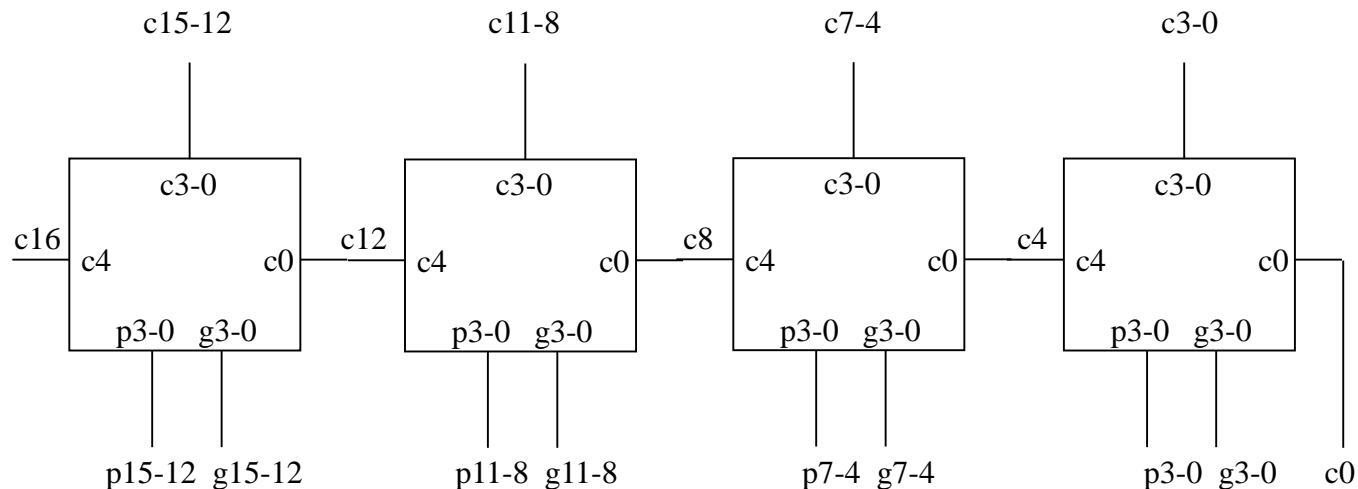 c15-12 c11-8 c7-4 c3-0
c3-0 c3-0 c3-0 c3-0
c16 c12 c8 c4
c4 c0 c4 c0 c4 c0 c4 c0
p3-0 g3-0 p3-0 g3-0 p3-0 g3-0 p3-0 g3-0
p15-12 g15-12 p11-8 g11-8 p7-4 g7-4 p3-0 g3-0 c0